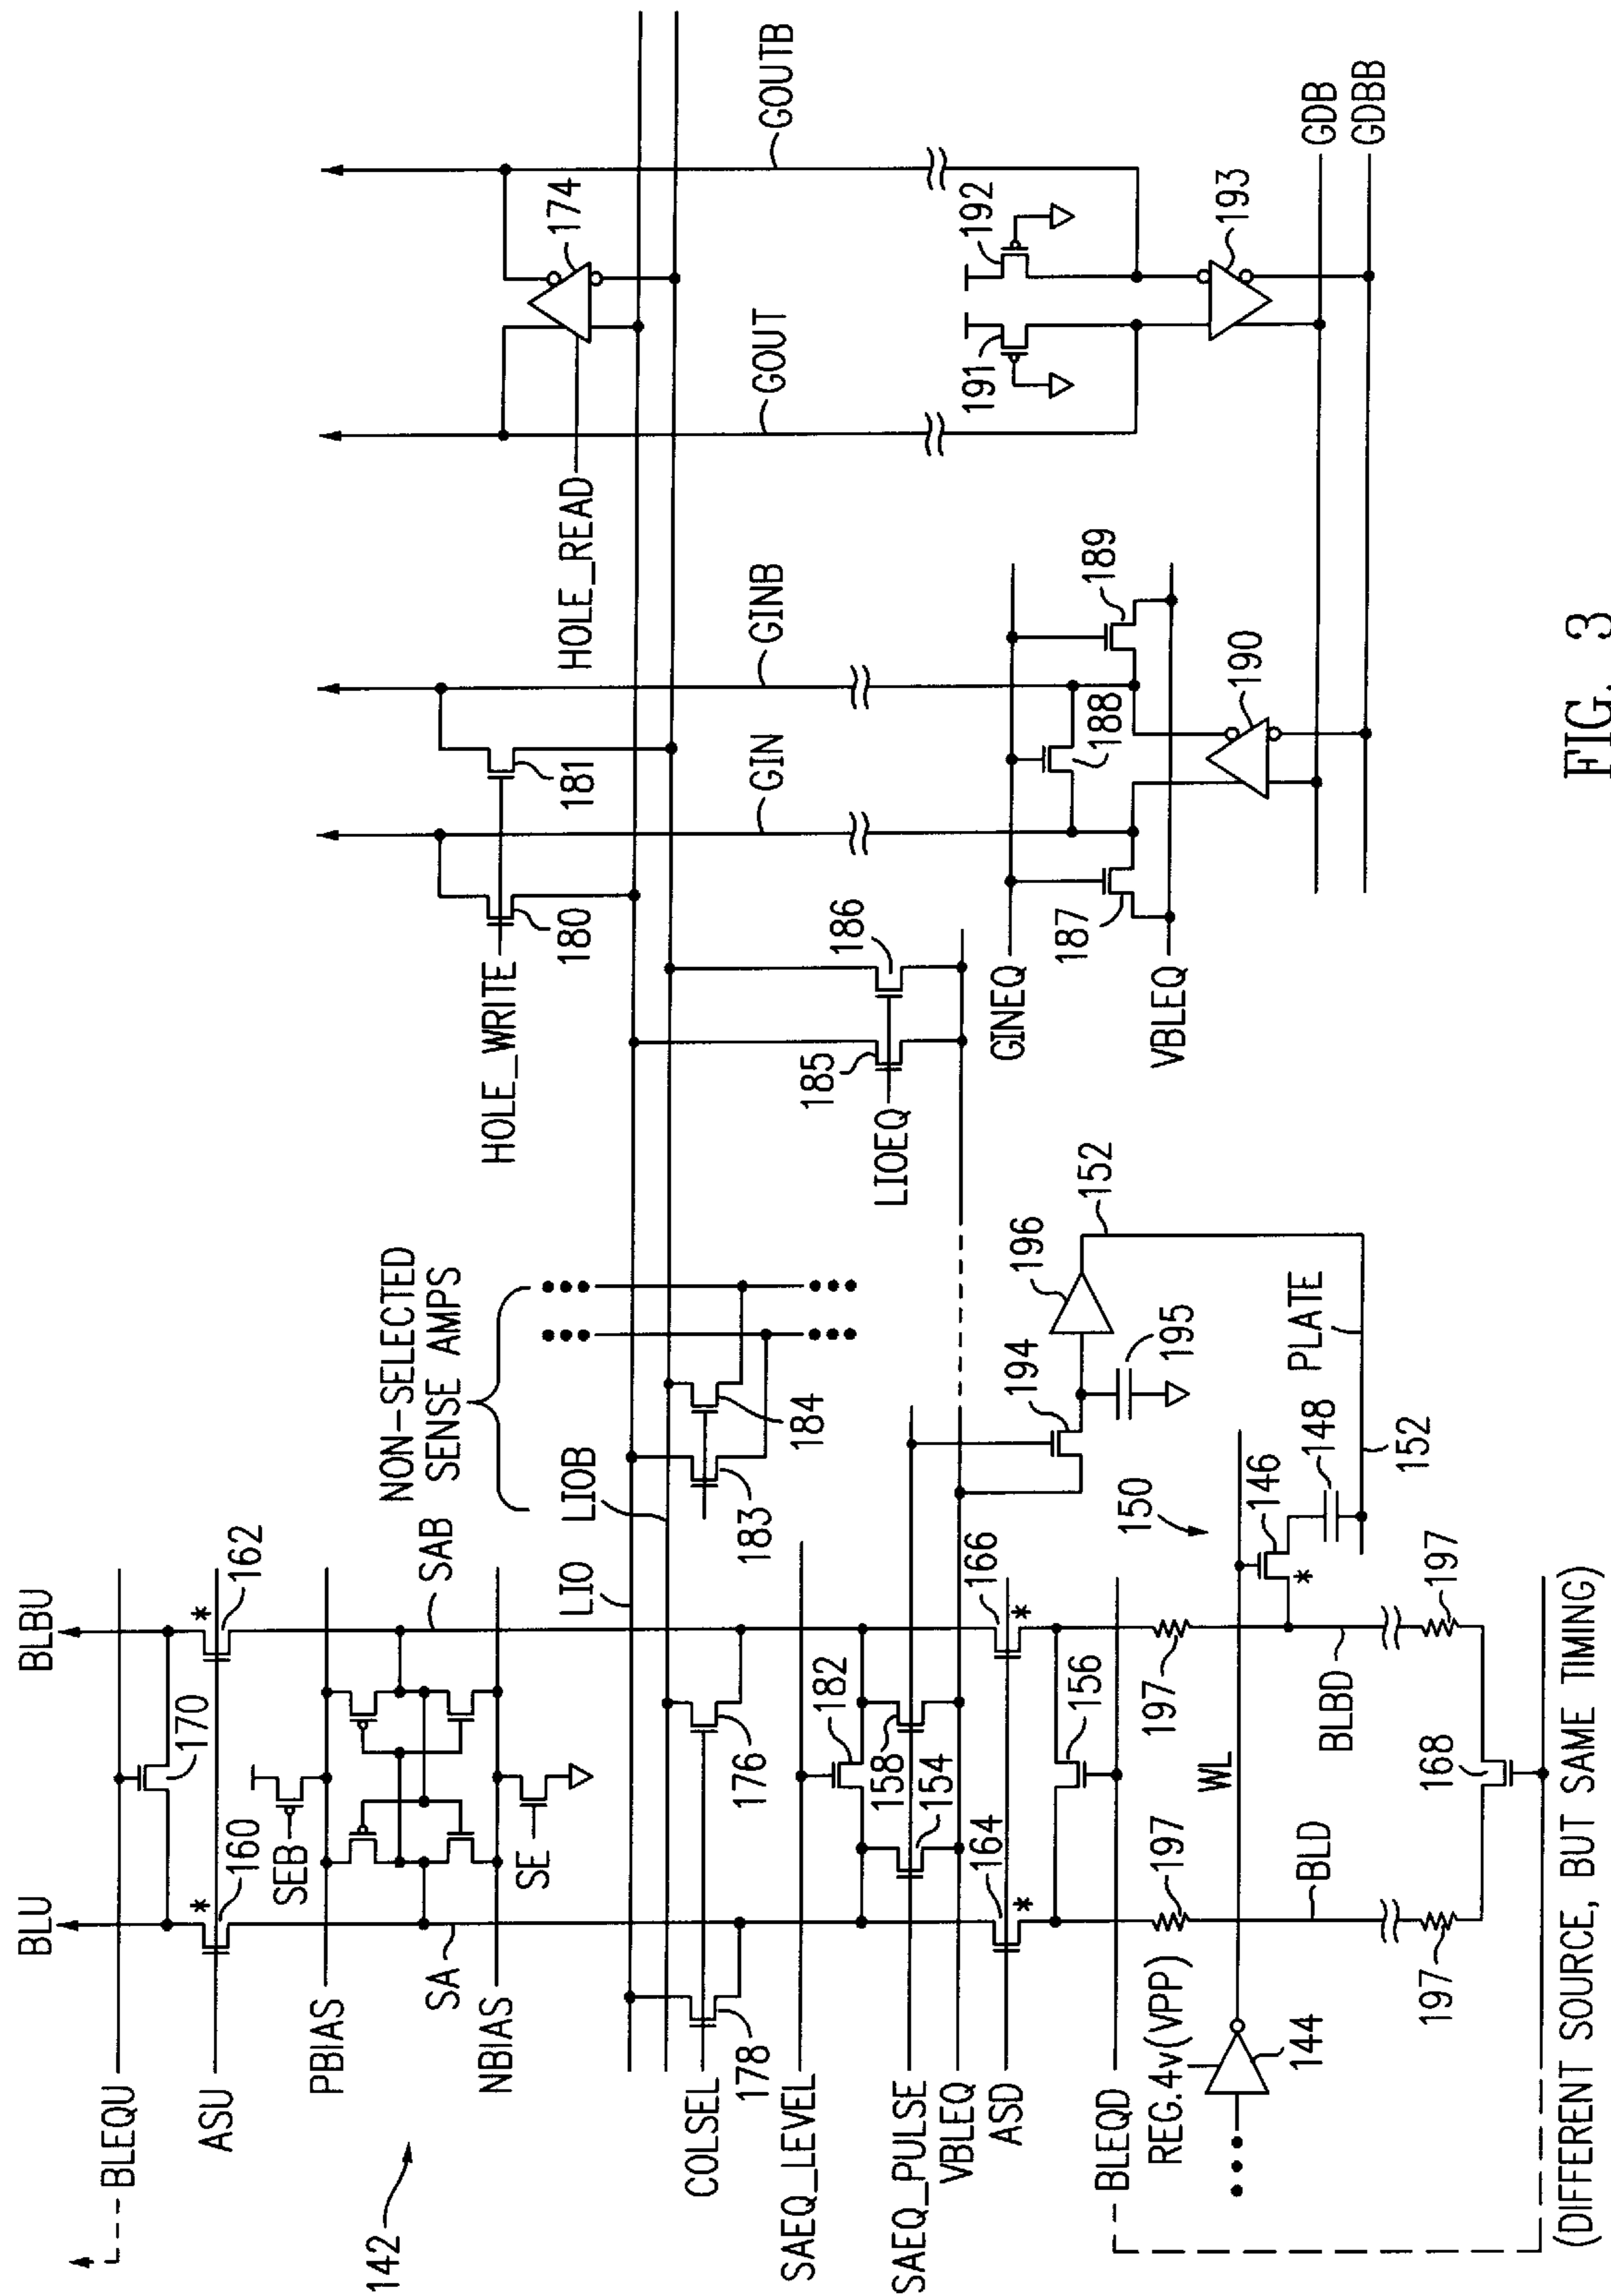 BLU
BLBU
BLEQU
170
ASU
160
*
162
*
SEB
PBIAS
SA
SAB
NBIAS
SE
142
NON-SELECTED
SENSE AMPS
LIO
LIOB
COLSEL
178
176
183
184
SAEQ_LEVEL
182
SAEQ_PULSE
158
154
VBLEQ
164
166
ASD
*
*
BLEQD
156
REG.4v(VPP)
144
WL
197
197
BLD
BLBD
197
197
168
150
146
*
148
152
PLATE
194
195
196
152
(DIFFERENT SOURCE, BUT SAME TIMING)
HOLE_WRITE
180
181
GIN
GINB
LIOEQ
185
186
GINEQ
187
188
189
VBLEQ
190
HOLE_READ
174
GOUT
GOUTB
191
192
193
GDB
GDBB
FIG. 3